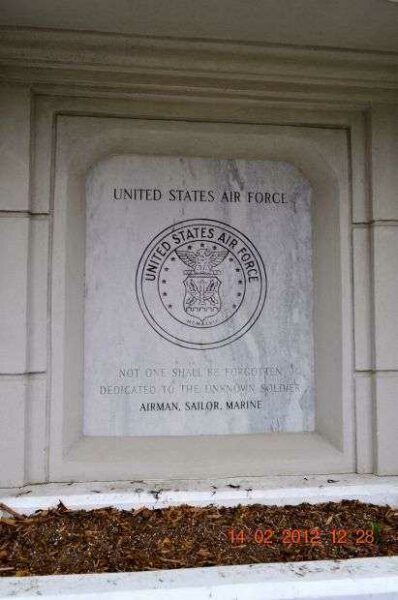 UNITED STATES AIR FORCE
UNITED STATES AIR FORCE
MCMXLVII
NOT ONE SHALL BE FORGOTTEN
DEDICATED TO THE UNKNOWN SOLDIER
AIRMAN, SAILOR, MARINE
14 02 2012 12 28